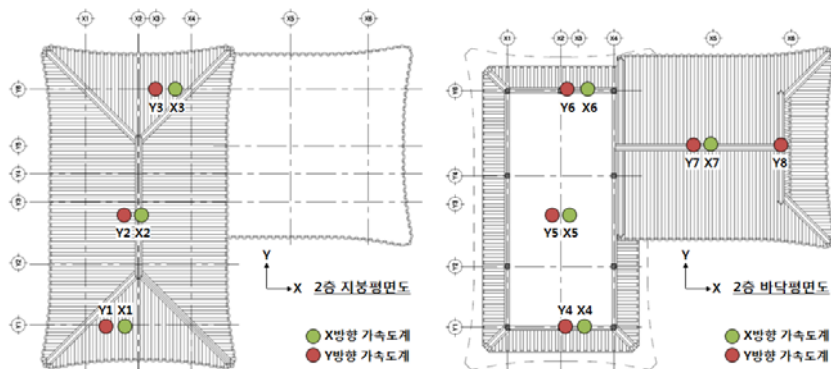 X1 X2 X3 X4 X5 X6
Y3 X3
Y2 X2
Y1 X1
Y
X
2층 지붕평면도
X방향 가속도계
Y방향 가속도계
X1 X2 X3 X4 X5 X6
Y6 X6
Y7 X7 Y8
Y5 X5
Y4 X4
Y
X
2층 바닥평면도
X방향 가속도계
Y방향 가속도계